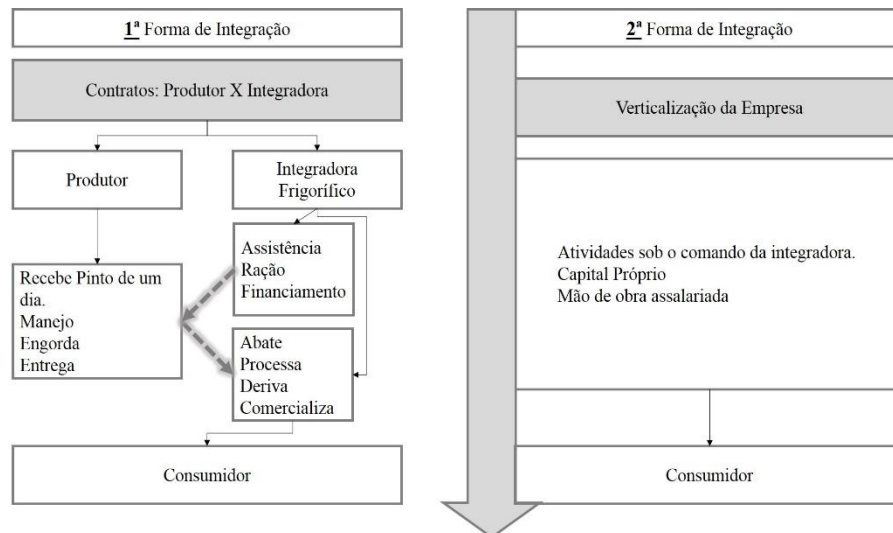 1ª Forma de Integração
Contratos: Produtor X Integradora
Produtor
Integradora
Frigorífico
Assistência
Ração
Financiamento
Recebe Pinto de um
dia.
Manejo
Engorda
Entrega
Abate
Processa
Deriva
Comercializa
Consumidor
2ª Forma de Integração
Verticalização da Empresa
Atividades sob o comando da integradora.
Capital Próprio
Mão de obra assalariada
Consumidor